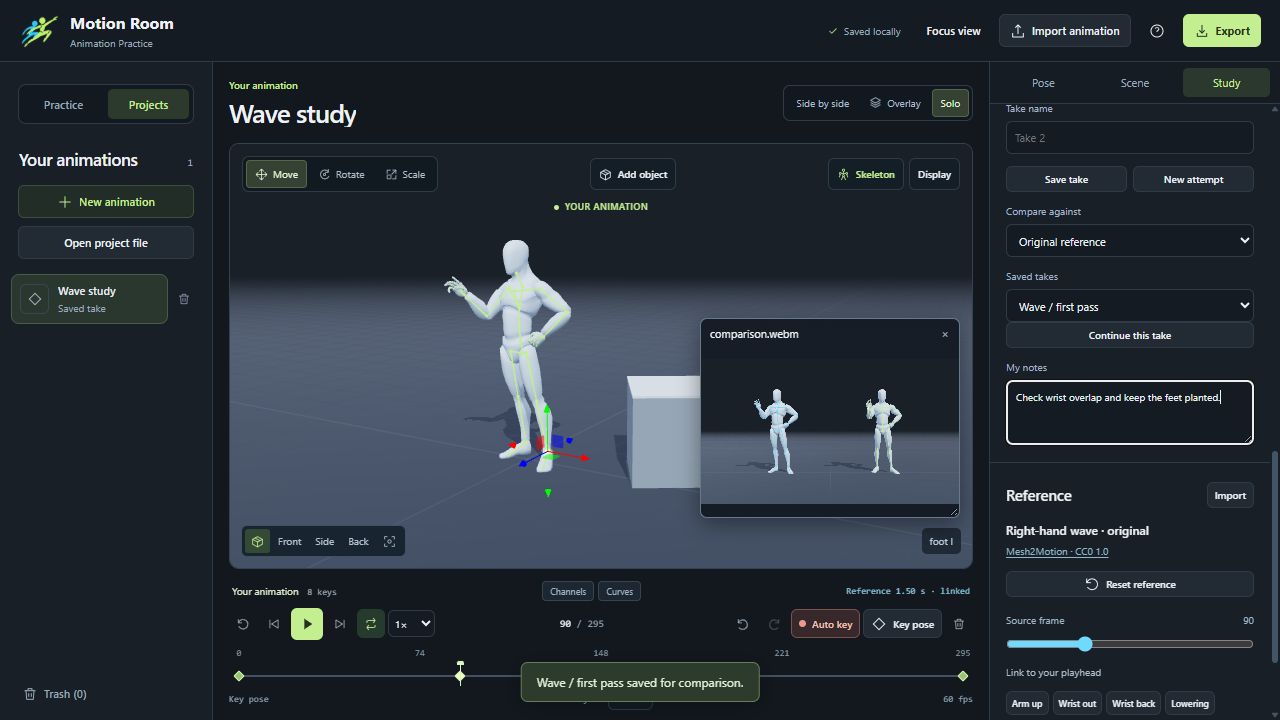 Motion Room
Animation Practice
Saved locally
Focus view
Import animation
Export
Practice
Projects
Your animations
1
New animation
Open project file
Wave study
Saved take
Trash (0)
Your animation
Wave study
Side by side
Overlay
Solo
Move
Rotate
Scale
Add object
Skeleton
Display
YOUR ANIMATION
comparison.webm
×
Front
Side
Back
foot l
Your animation
8 keys
Channels
Curves
Reference 1.50 s · linked
1×
90 / 295
Auto key
Key pose
0
74
148
221
295
Key pose
60 fps
Wave / first pass saved for comparison.
Pose
Scene
Study
Take name
Take 2
Save take
New attempt
Compare against
Original reference
Saved takes
Wave / first pass
Continue this take
My notes
Check wrist overlap and keep the feet planted.
Reference
Import
Right-hand wave · original
Mesh2Motion · CC0 1.0
Reset reference
Source frame
90
Link to your playhead
Arm up
Wrist out
Wrist back
Lowering